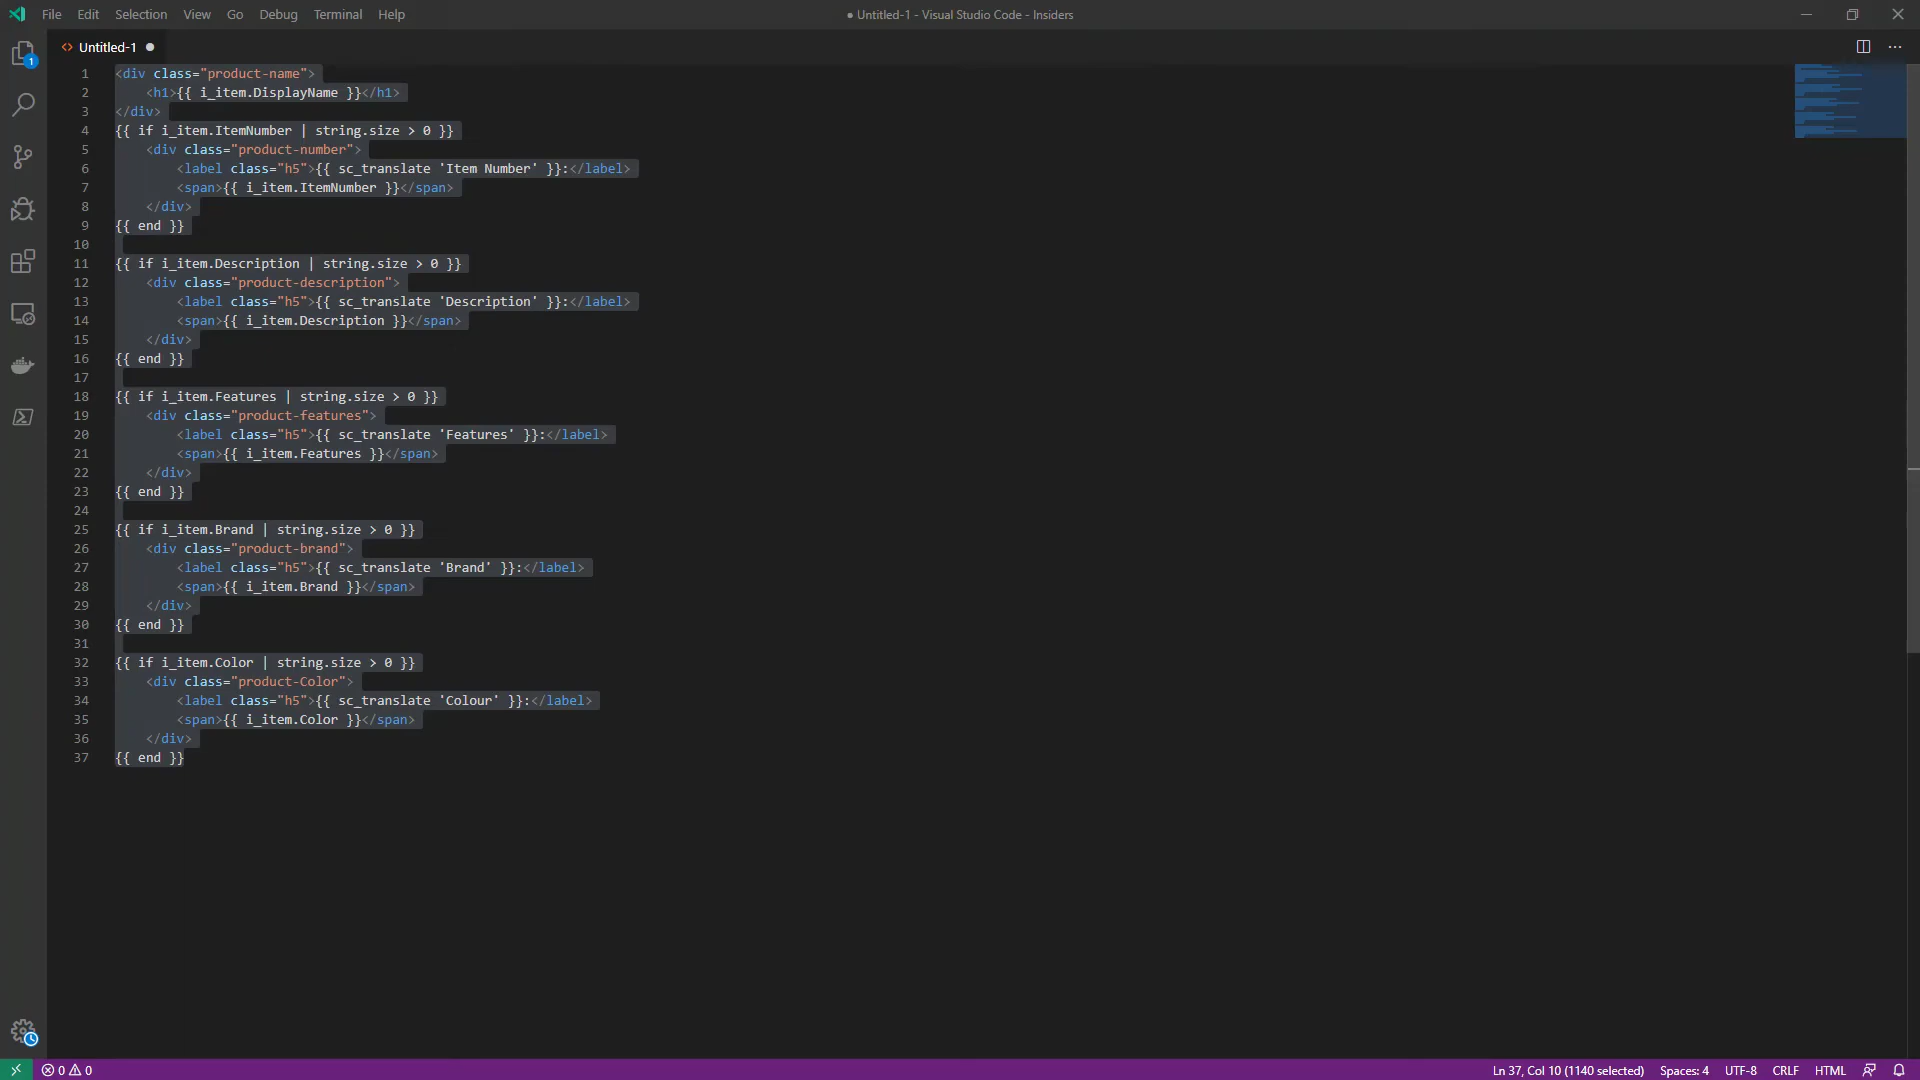 File Edit Selection View Go Debug Terminal Help
● Untitled-1 - Visual Studio Code - Insiders
<> Untitled-1 ●
1 <div class="product-name">
2     <h1>{{ i_item.DisplayName }}</h1>
3 </div>
4 {{ if i_item.ItemNumber | string.size > 0 }}
5     <div class="product-number">
6         <label class="h5">{{ sc_translate 'Item Number' }}:</label>
7         <span>{{ i_item.ItemNumber }}</span>
8     </div>
9 {{ end }}
10
11 {{ if i_item.Description | string.size > 0 }}
12     <div class="product-description">
13         <label class="h5">{{ sc_translate 'Description' }}:</label>
14         <span>{{ i_item.Description }}</span>
15     </div>
16 {{ end }}
17
18 {{ if i_item.Features | string.size > 0 }}
19     <div class="product-features">
20         <label class="h5">{{ sc_translate 'Features' }}:</label>
21         <span>{{ i_item.Features }}</span>
22     </div>
23 {{ end }}
24
25 {{ if i_item.Brand | string.size > 0 }}
26     <div class="product-brand">
27         <label class="h5">{{ sc_translate 'Brand' }}:</label>
28         <span>{{ i_item.Brand }}</span>
29     </div>
30 {{ end }}
31
32 {{ if i_item.Color | string.size > 0 }}
33     <div class="product-Color">
34         <label class="h5">{{ sc_translate 'Colour' }}:</label>
35         <span>{{ i_item.Color }}</span>
36     </div>
37 {{ end }}
1
0 0 Ln 37, Col 10 (1140 selected) Spaces: 4 UTF-8 CRLF HTML